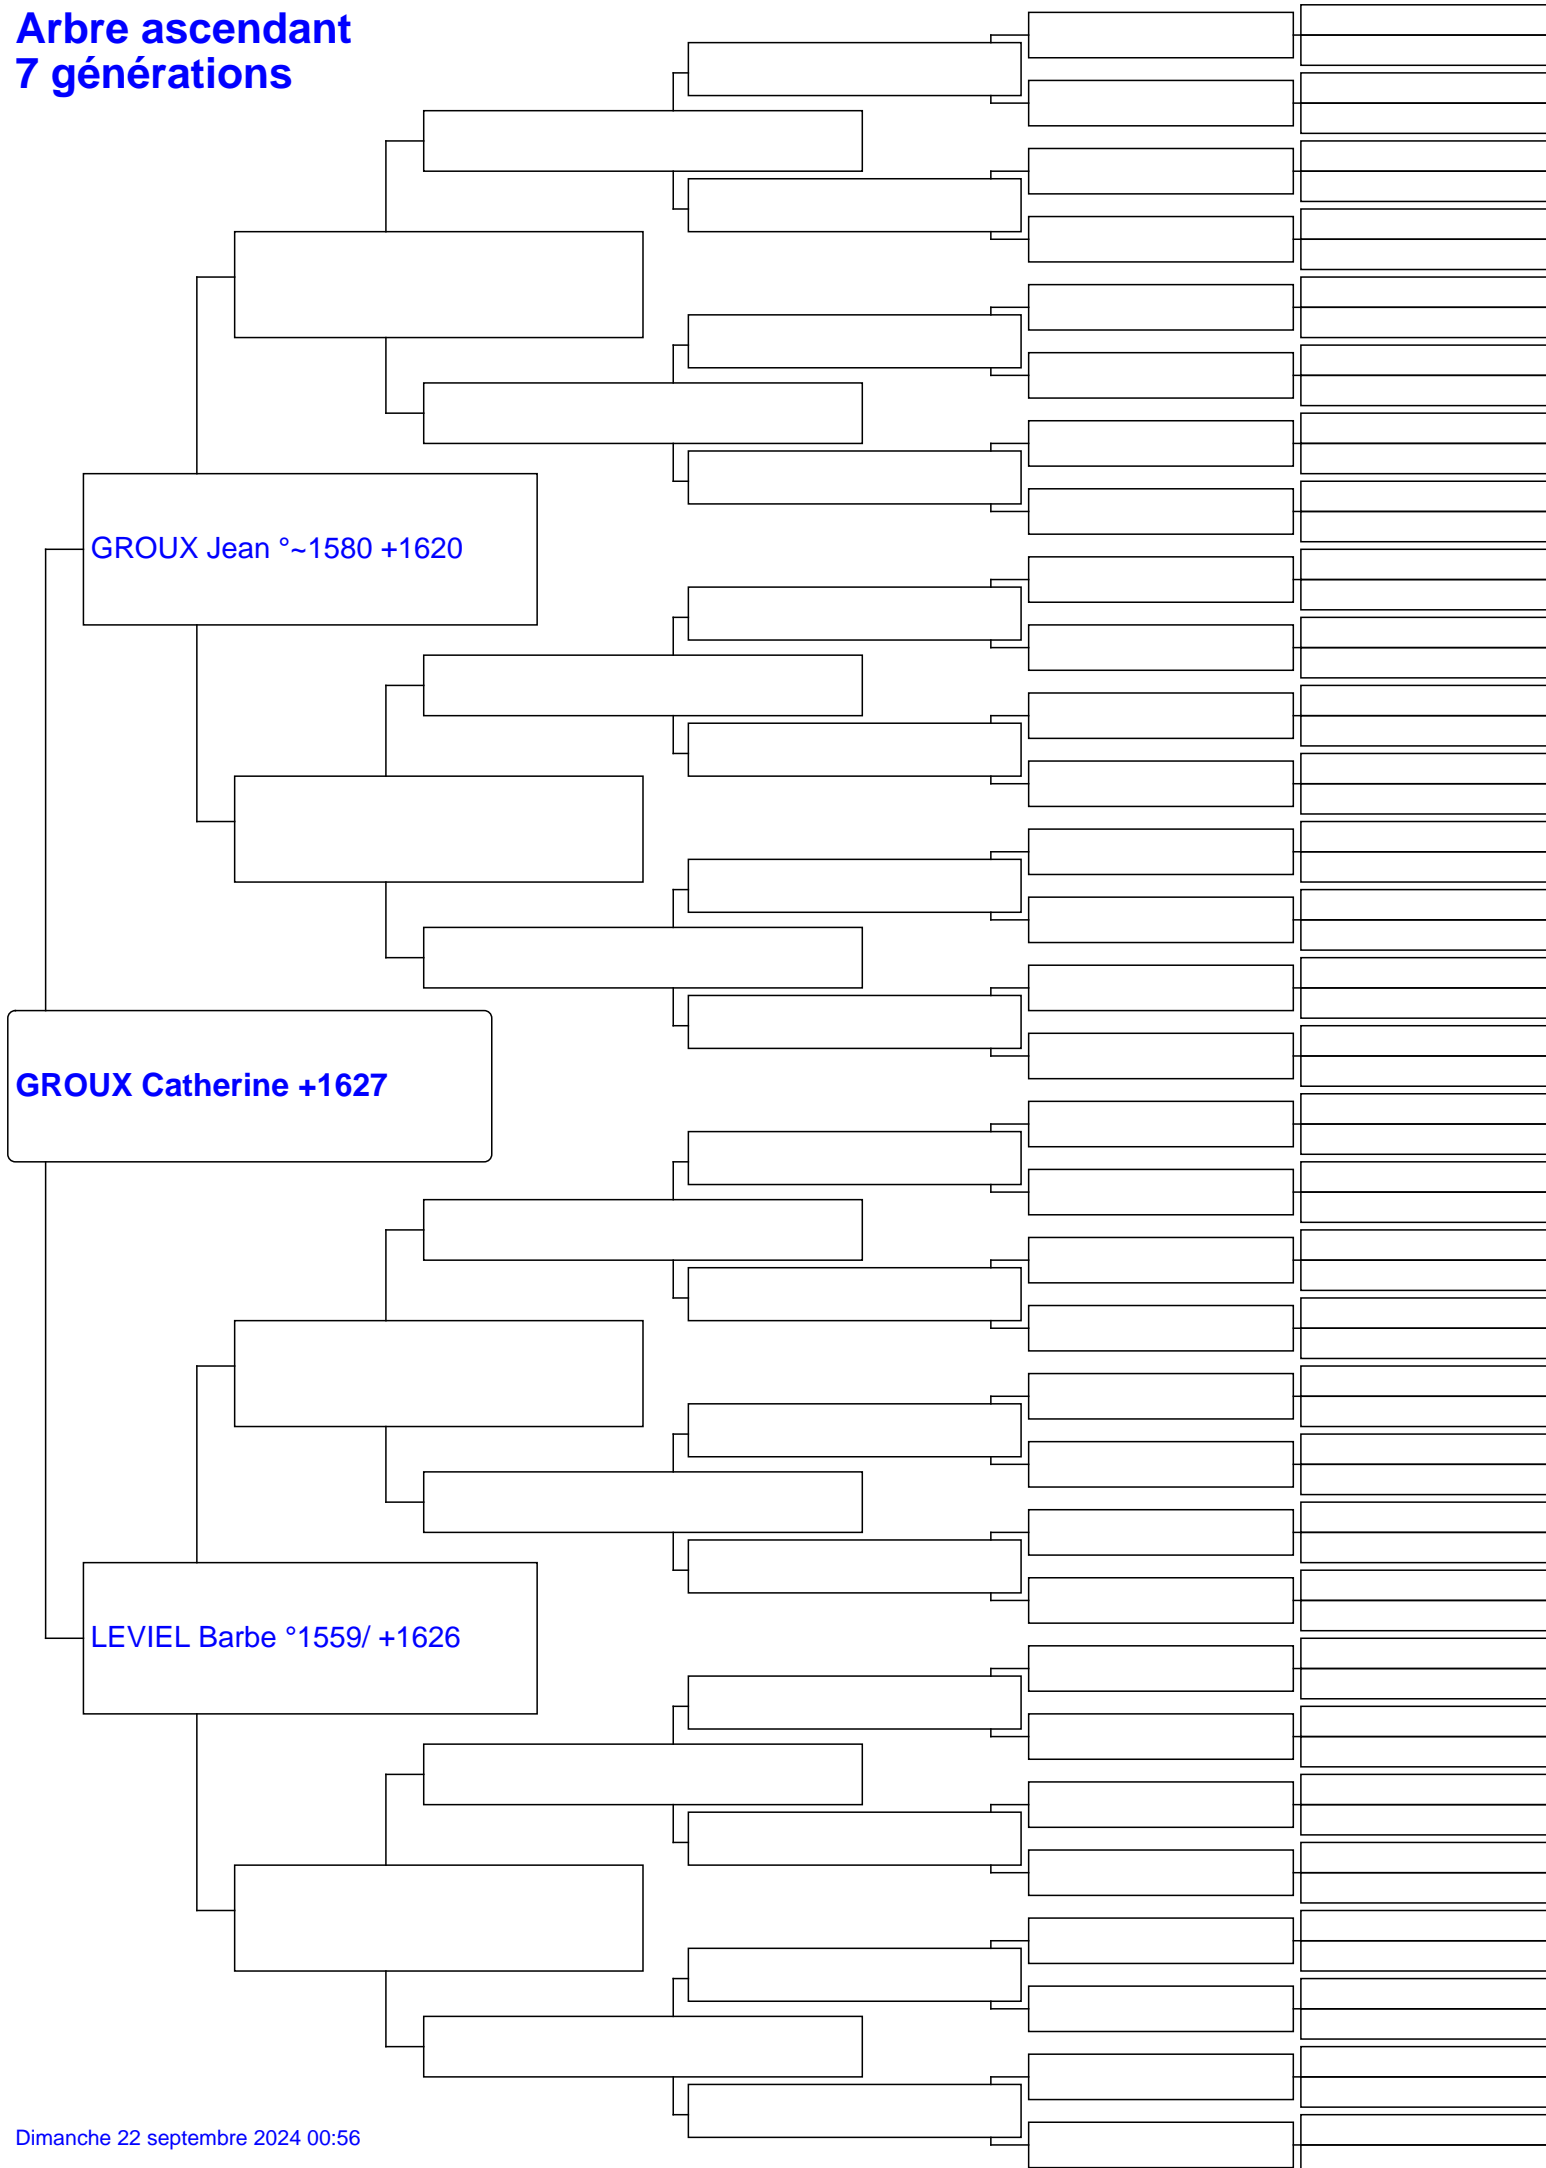 Arbre ascendant
7 générations
GROUX Jean °~1580 +1620
GROUX Catherine +1627
LEVIEL Barbe °1559/ +1626
Dimanche 22 septembre 2024 00:56